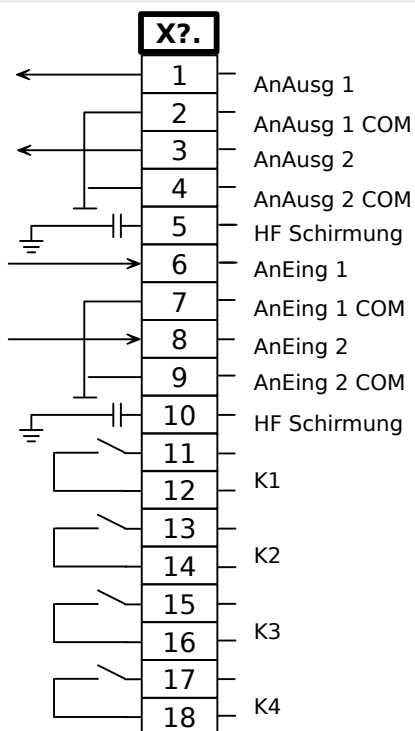 X?.
1 AnAusg 1
2 AnAusg 1 COM
3 AnAusg 2
4 AnAusg 2 COM
5 HF Schirmung
6 AnEing 1
7 AnEing 1 COM
8 AnEing 2
9 AnEing 2 COM
10 HF Schirmung
11
12 K1
13
14 K2
15
16 K3
17
18 K4